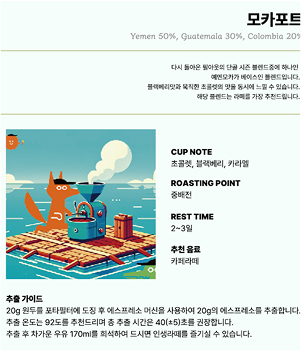 모카포트
Yemen 50%, Guatemala 30%, Colombia 20%
다시 돌아온 필아웃의 단골 시즌 블렌드중에 하나인
예멘모카가 베이스인 블렌드입니다.
블랙베리맛과 묵직한 초콜렛의 맛을 동시에 느낄 수 있습니다.
해당 블렌드는 라떼를 가장 추천드립니다.
CUP NOTE
초콜렛, 블랙베리, 카라멜
ROASTING POINT
중배전
REST TIME
2~3일
추천 음료
카페라떼
추출 가이드
20g 원두를 포타필터에 도징 후 에스프레소 머신을 사용하여 20g의 에스프레소를 추출합니다.
추출 온도는 92도를 추천드리며 총 추출 시간은 40(±5)초를 권장합니다.
추출 후 차가운 우유 170ml를 희석하여 드시면 인생라떼를 즐기실 수 있습니다.